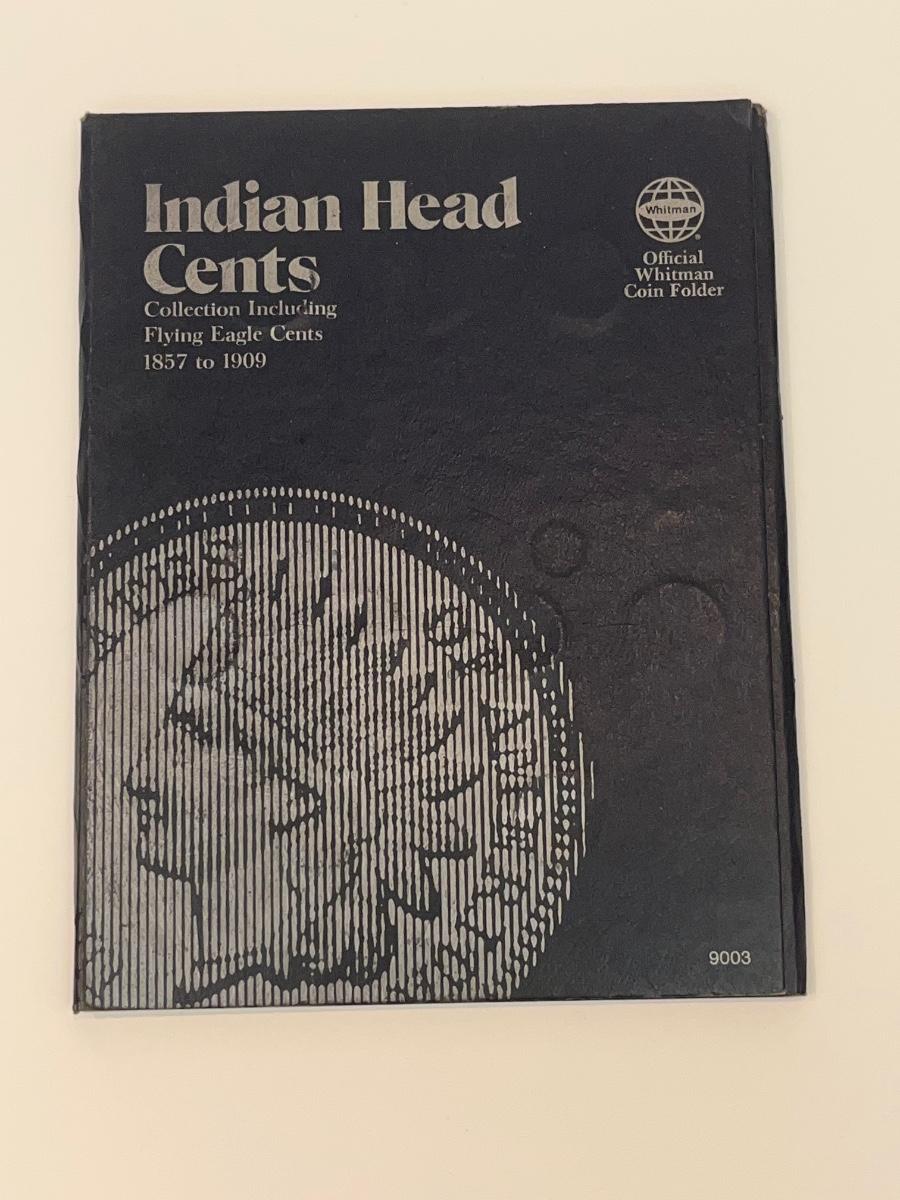 Indian Head
Cents
Collection Including
Flying Eagle Cents
1857 to 1909
Whitman
®
Official
Whitman
Coin Folder
9003